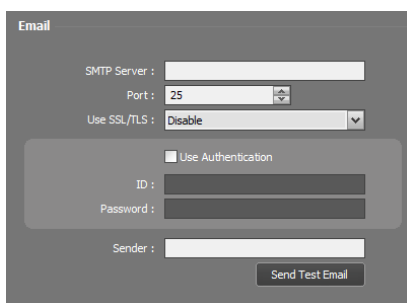 Email
SMTP Server :
Port : 25
Use SSL/TLS : Disable
Use Authentication
ID :
Password :
Sender :
Send Test Email